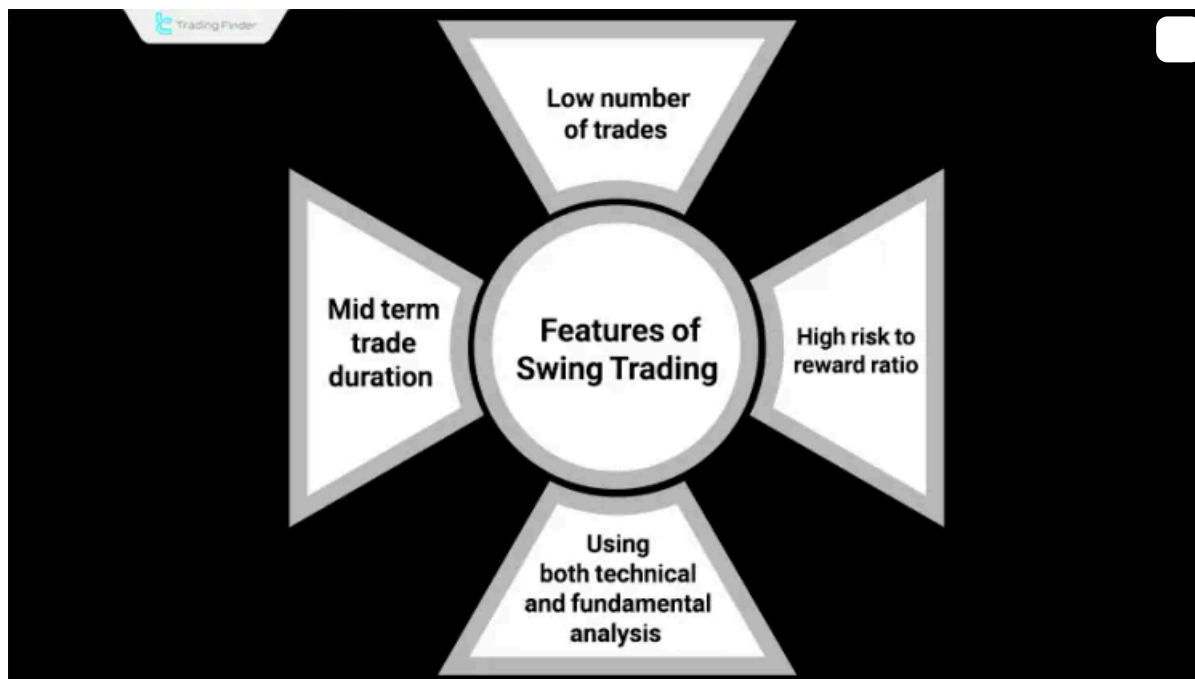 Trading Finder
Low number
of trades
Mid term
trade
duration
Features of
Swing Trading
High risk to
reward ratio
Using
both technical
and fundamental
analysis